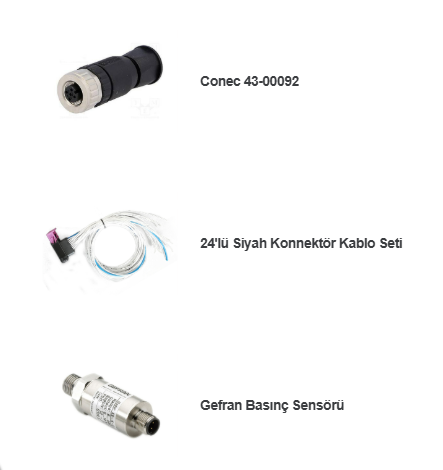 Conec 43-00092
24'lü Siyah Konnektör Kablo Seti
Gefran Basınç Sensörü